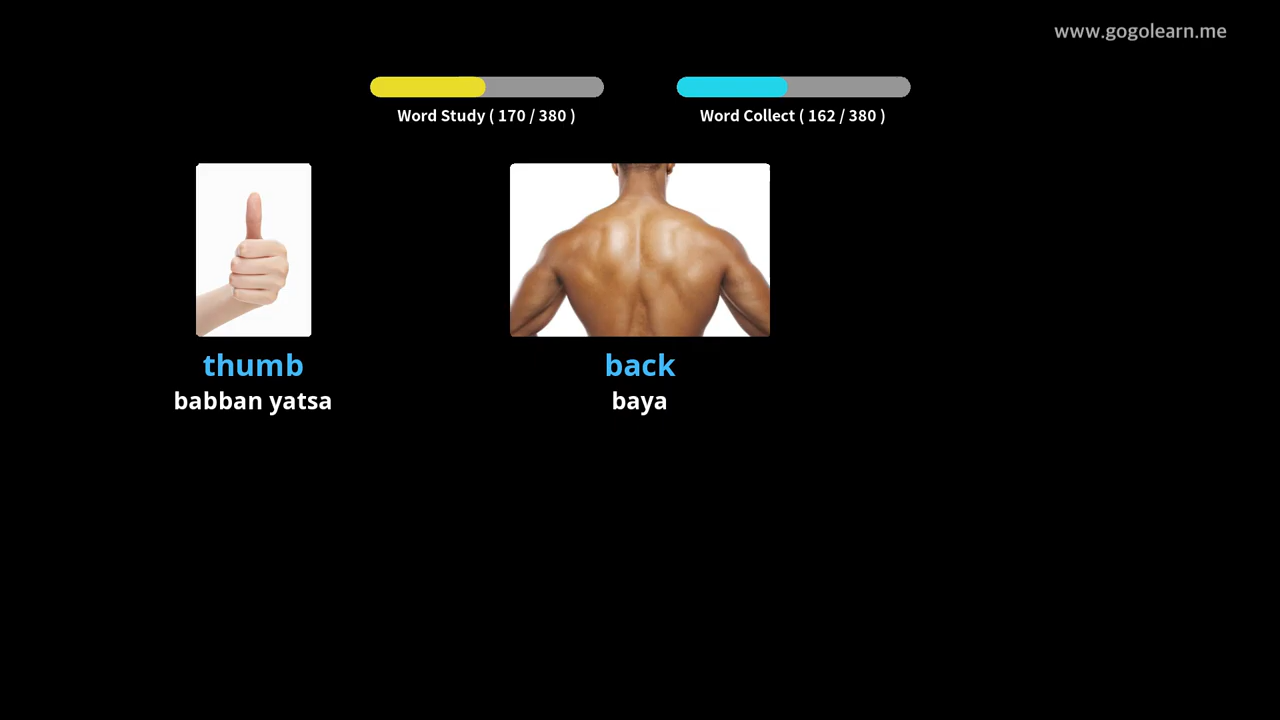 www.gogolearn.me
Word Study ( 170 / 380 )
Word Collect ( 162 / 380 )
thumb
babban yatsa
back
baya